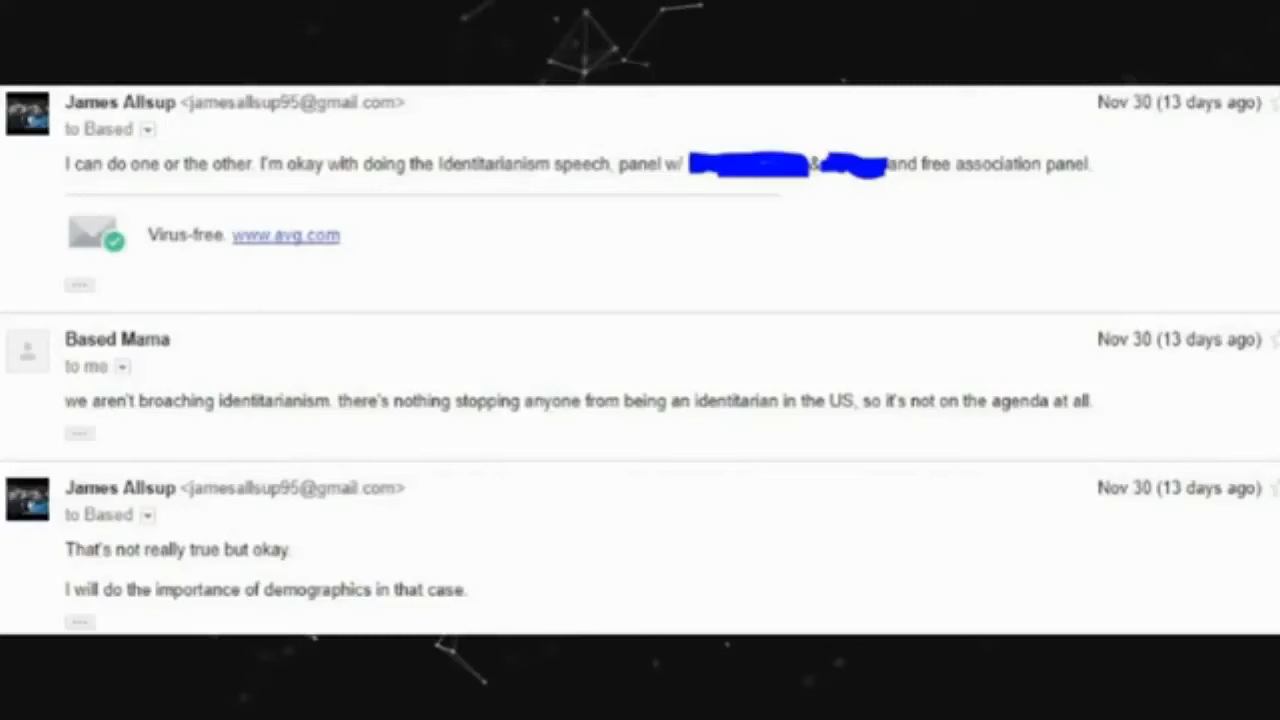 James Allsup <jamesallsup95@gmail.com>
Nov 30 (13 days ago)
to Based
I can do one or the other. I'm okay with doing the Identitarianism speech, panel w/ & and free association panel.
Virus-free. www.avg.com
Based Mama
Nov 30 (13 days ago)
to me
we aren't broaching identitarianism. there's nothing stopping anyone from being an identitarian in the US, so it's not on the agenda at all.
James Allsup <jamesallsup95@gmail.com>
Nov 30 (13 days ago)
to Based
That's not really true but okay.
I will do the importance of demographics in that case.